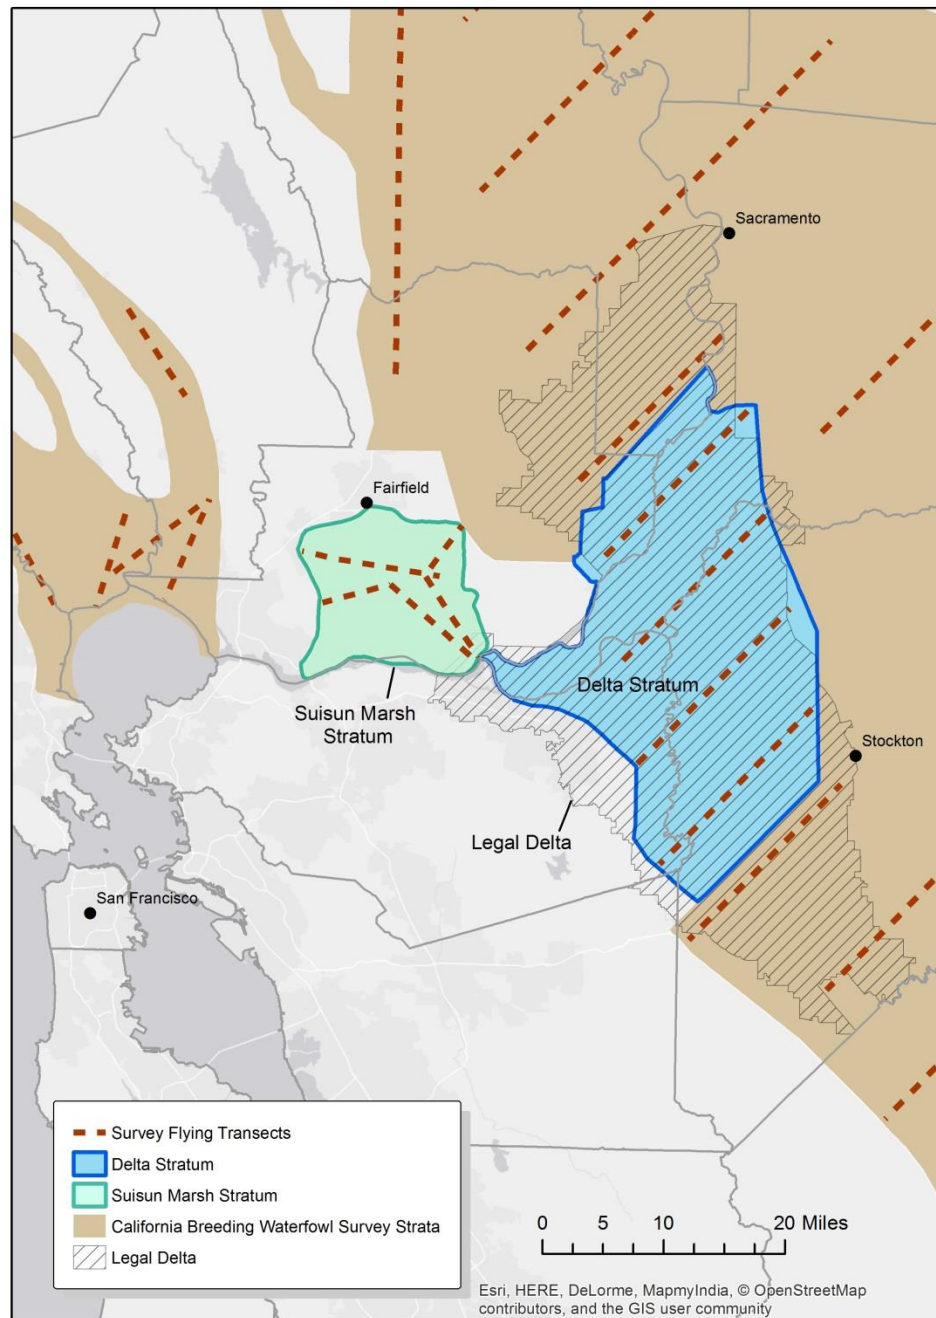 Sacramento
Fairfield
Delta Stratum
Suisun Marsh
Stratum
Stockton
Legal Delta
San Francisco
Survey Flying Transects
Delta Stratum
Suisun Marsh Stratum
California Breeding Waterfowl Survey Strata
Legal Delta
0 5 10 20 Miles
Esri, HERE, DeLorme, MapmyIndia, © OpenStreetMap
contributors, and the GIS user community